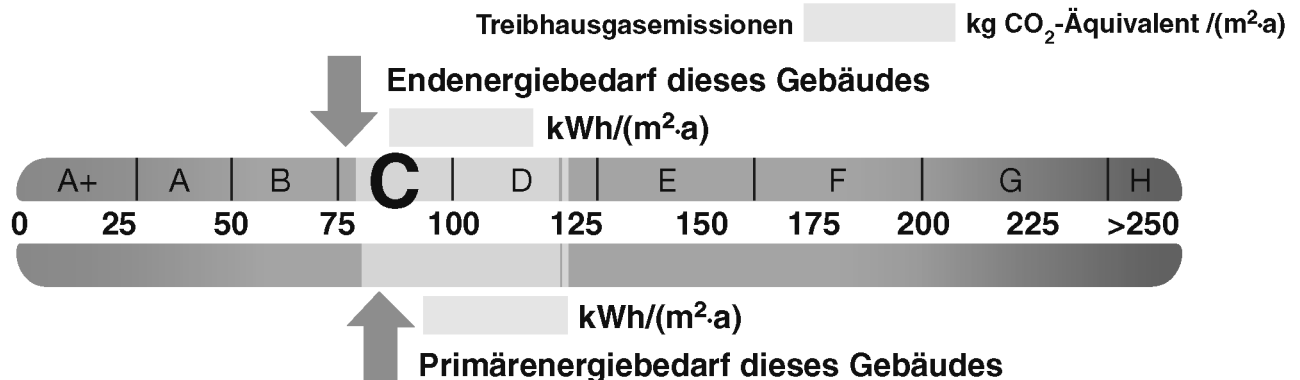 Treibhausgasemissionen kg CO₂-Äquivalent /(m²·a)
Endenergiebedarf dieses Gebäudes
kWh/(m²·a)
A+ A B C D E F G H
0 25 50 75 100 125 150 175 200 225 >250
kWh/(m²·a)
Primärenergiebedarf dieses Gebäudes